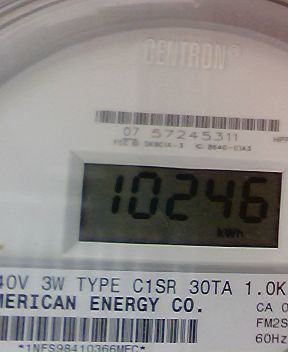 CENTRON®
07 57245311
10246
kWh
40V 3W TYPE C1SR 30TA 1.0K
MERICAN ENERGY CO.
CA 0
FM2S
60Hz
*1NFS98410366MEC*